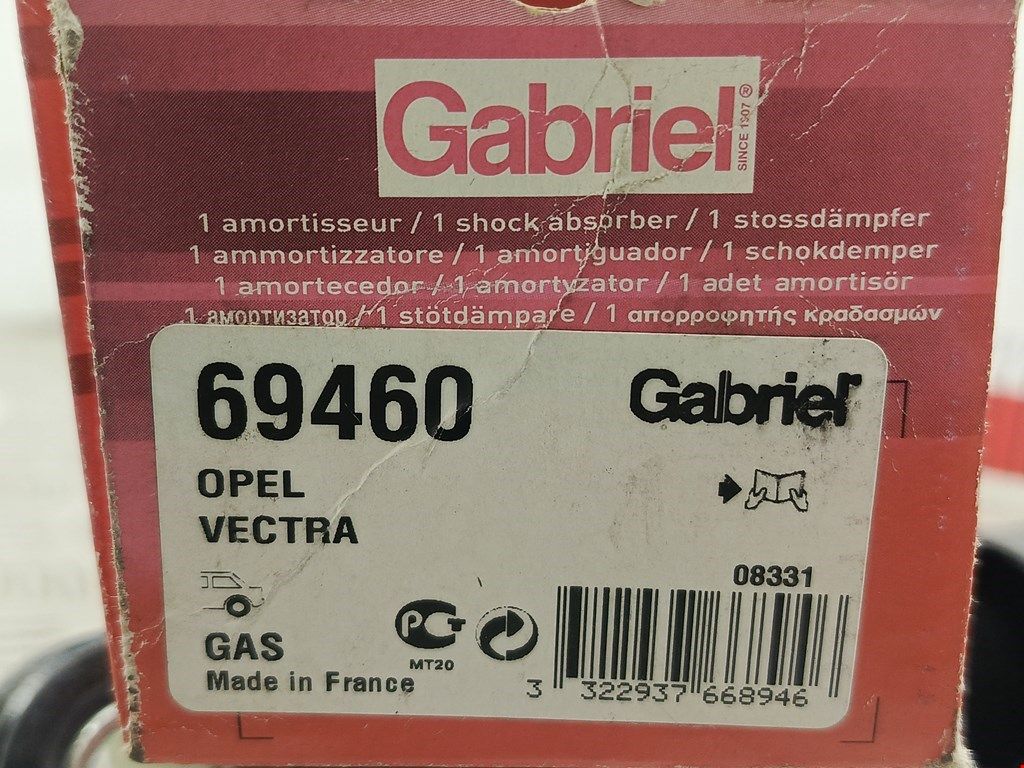 Gabriel
SINCE 1907 ®
1 amortisseur / 1 shock absorber / 1 stossdämpfer
1 ammortizzatore / 1 amortiguador / 1 schokdemper
1 amortecedor / 1 amortyzator / 1 adet amortisör
1 амортизатор / 1 stötdämpare / 1 απορροφητής κραδασμών
69460
Gabriel
OPEL
VECTRA
08331
GAS
PCT
MT20
Made in France
3 322937 668946